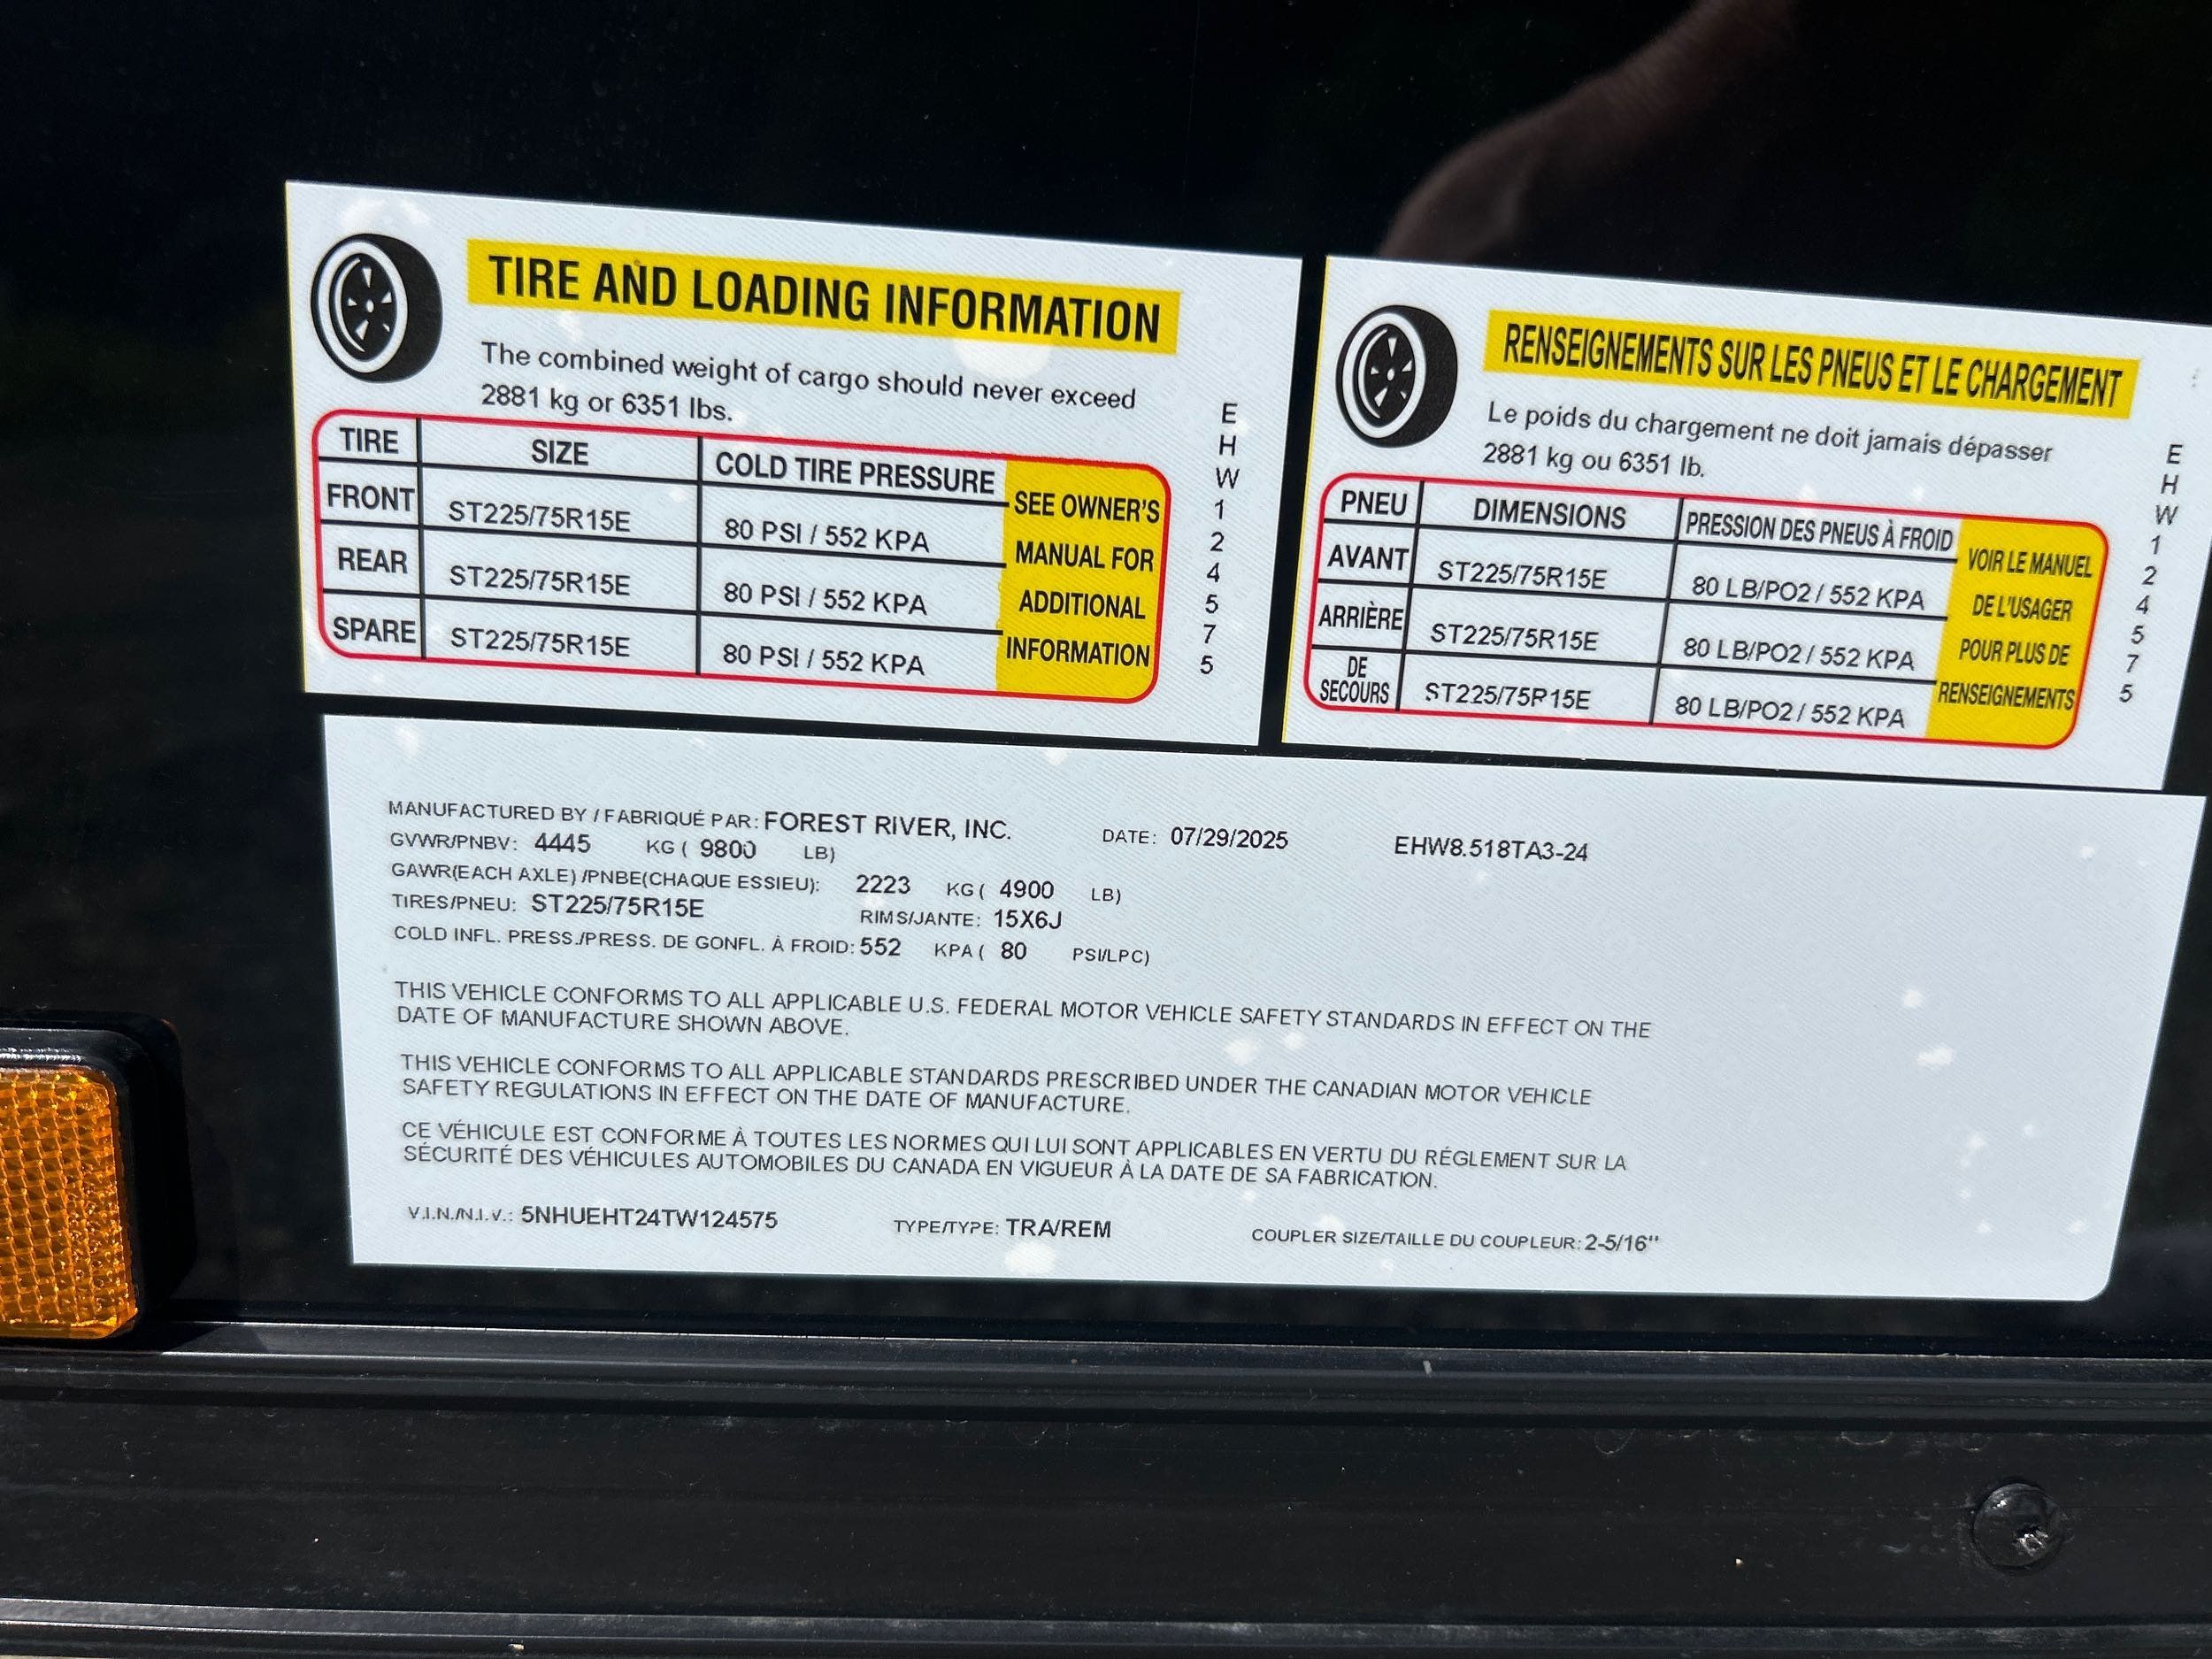 TIRE AND LOADING INFORMATION
The combined weight of cargo should never exceed
2881 kg or 6351 lbs.
TIRE SIZE COLD TIRE PRESSURE
FRONT ST225/75R15E 80 PSI / 552 KPA
REAR ST225/75R15E 80 PSI / 552 KPA
SPARE ST225/75R15E 80 PSI / 552 KPA
SEE OWNER'S
MANUAL FOR
ADDITIONAL
INFORMATION
EHW124575
RENSEIGNEMENTS SUR LES PNEUS ET LE CHARGEMENT
Le poids du chargement ne doit jamais dépasser
2881 kg ou 6351 lb.
PNEU DIMENSIONS PRESSION DES PNEUS À FROID
AVANT ST225/75R15E 80 LB/PO2 / 552 KPA
ARRIÈRE ST225/75R15E 80 LB/PO2 / 552 KPA
DE
SECOURS ST225/75R15E 80 LB/PO2 / 552 KPA
VOIR LE MANUEL
DE L'USAGER
POUR PLUS DE
RENSEIGNEMENTS
EHW124575
MANUFACTURED BY / FABRIQUÉ PAR: FOREST RIVER, INC. DATE: 07/29/2025 EHW8.518TA3-24
GVWR/PNBV: 4445 KG ( 9800 LB)
GAWR(EACH AXLE) /PNBE(CHAQUE ESSIEU): 2223 KG ( 4900 LB)
TIRES/PNEU: ST225/75R15E RIMS/JANTE: 15X6J
COLD INFL. PRESS./PRESS. DE GONFL. À FROID: 552 KPA ( 80 PSI/LPC)
THIS VEHICLE CONFORMS TO ALL APPLICABLE U.S. FEDERAL MOTOR VEHICLE SAFETY STANDARDS IN EFFECT ON THE
DATE OF MANUFACTURE SHOWN ABOVE.
THIS VEHICLE CONFORMS TO ALL APPLICABLE STANDARDS PRESCRIBED UNDER THE CANADIAN MOTOR VEHICLE
SAFETY REGULATIONS IN EFFECT ON THE DATE OF MANUFACTURE.
CE VÉHICULE EST CONFORME À TOUTES LES NORMES QUI LUI SONT APPLICABLES EN VERTU DU RÉGLEMENT SUR LA
SÉCURITÉ DES VÉHICULES AUTOMOBILES DU CANADA EN VIGUEUR À LA DATE DE SA FABRICATION.
V.I.N./N.I.V.: 5NHUEHT24TW124575 TYPE/TYPE: TRA/REM COUPLER SIZE/TAILLE DU COUPLEUR: 2-5/16"